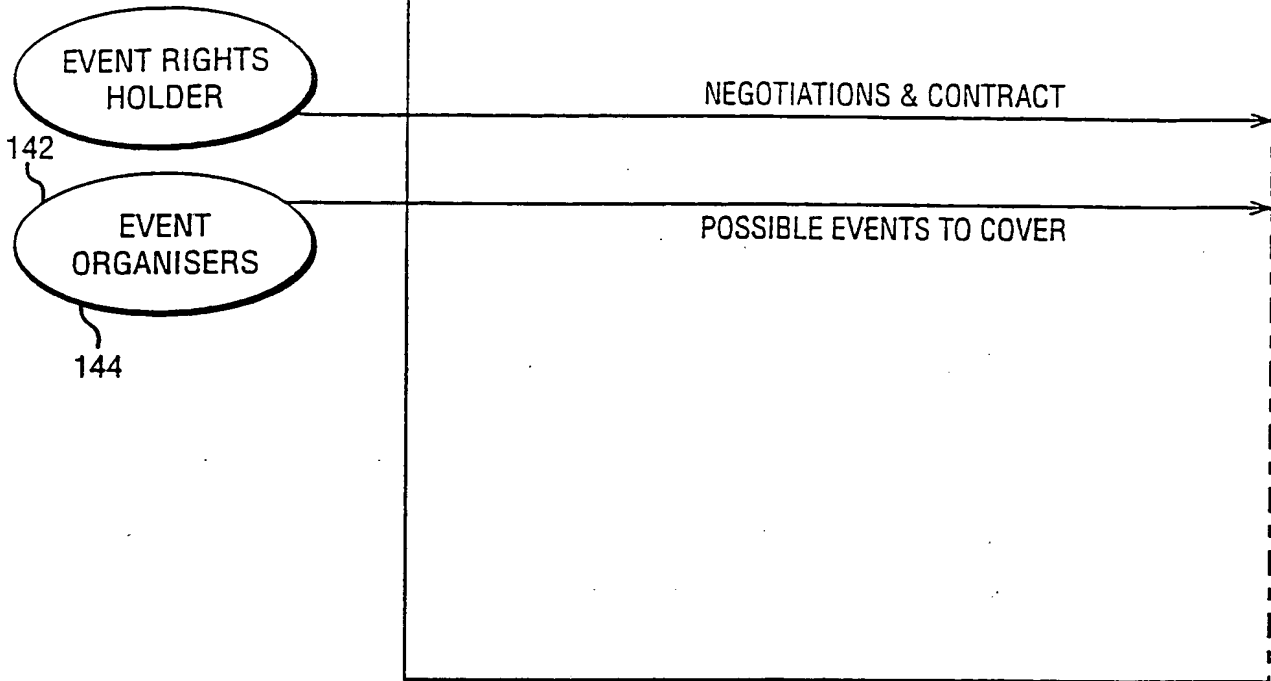 EVENT RIGHTS
HOLDER
NEGOTIATIONS & CONTRACT
142
EVENT
ORGANISERS
POSSIBLE EVENTS TO COVER
144